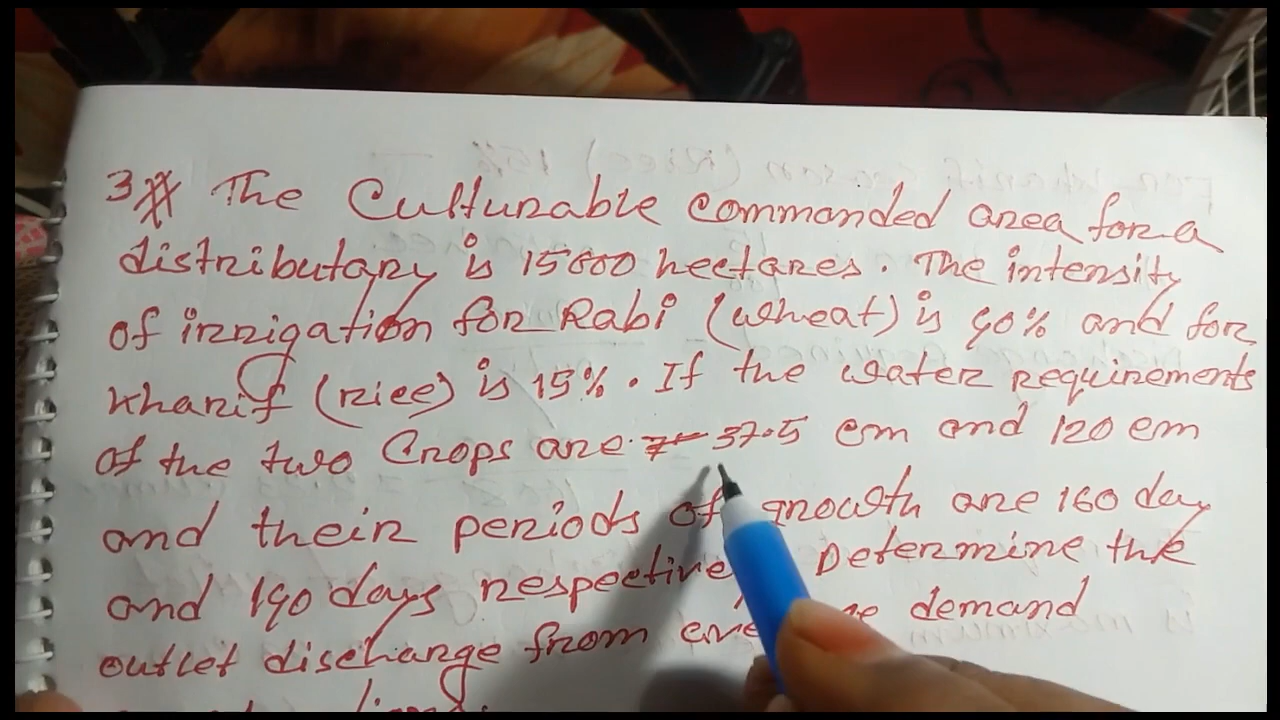 3# The Culturable commanded area for a
distributary is 15000 hectares. The intensity
of irrigation for Rabi (wheat) is 40% and for
kharif (rice) is 15%. If the water requirements
of the two Crops are 37.5 cm and 120 cm
and their periods of growth are 160 day
and 140 days respective Determine the
outlet discharge from demand